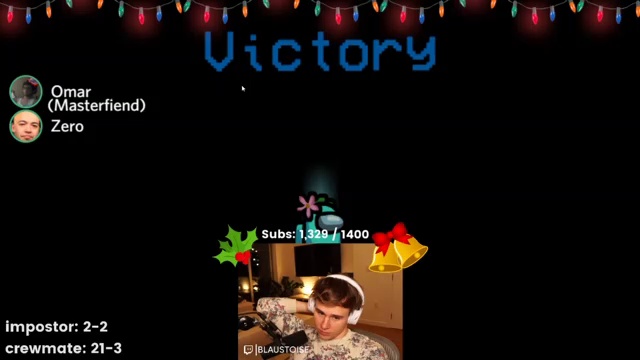 Victory
Omar
(Masterfiend)
Zero
Subs: 1,329 / 1400
impostor: 2-2
crewmate: 21-3
BLAUSTOISE